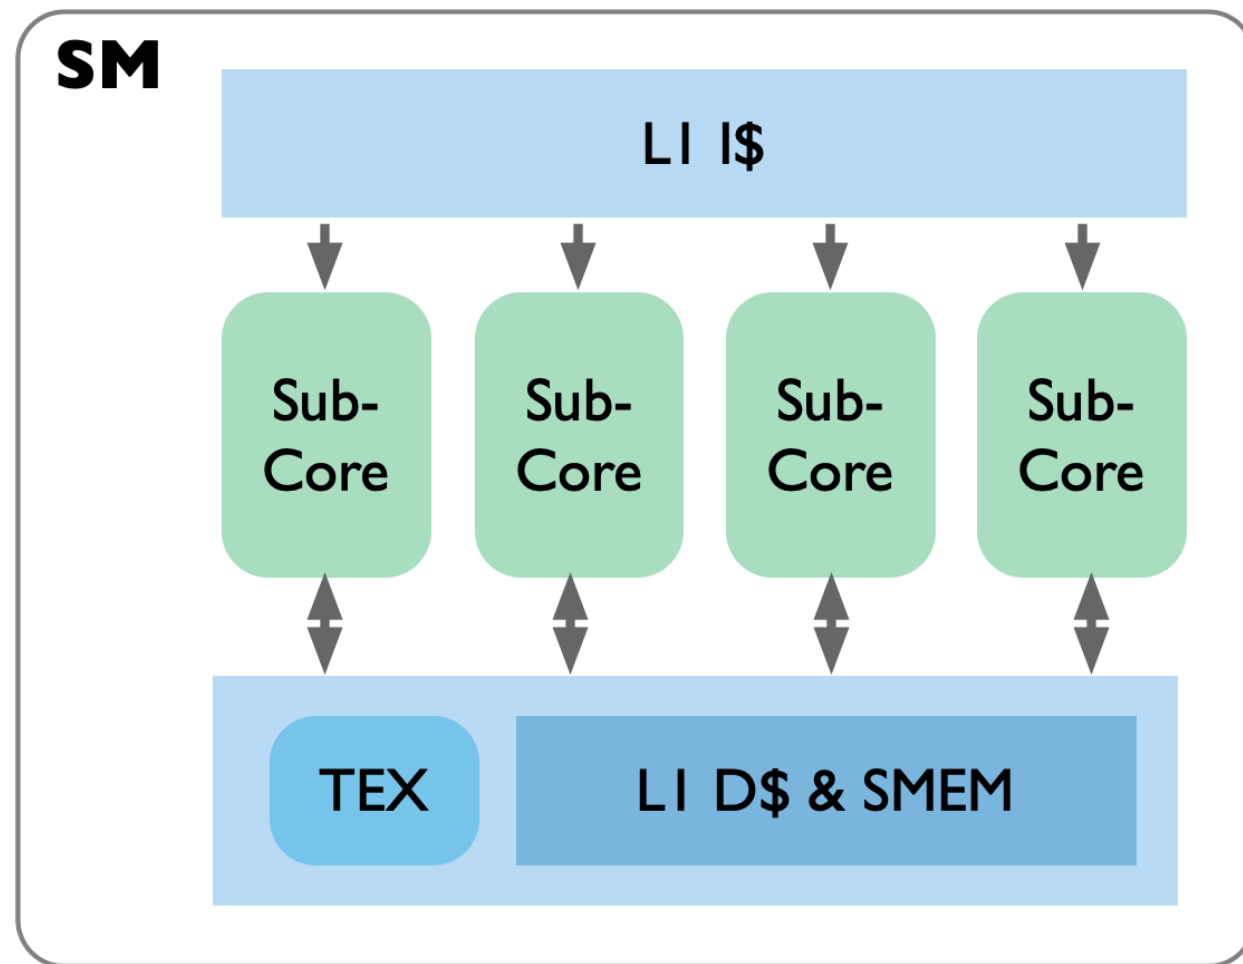 SM
L1 I$
Sub-
Core
Sub-
Core
Sub-
Core
Sub-
Core
TEX
L1 D$ & SMEM